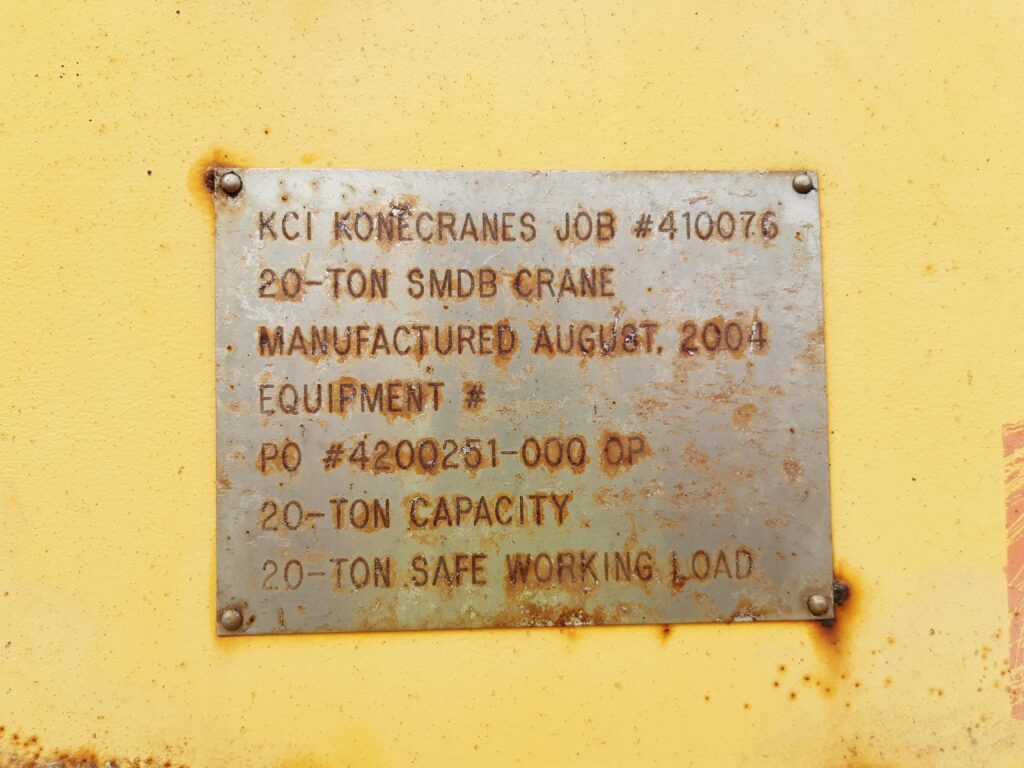 KCI KONECRANES JOB #410076
20-TON SMDB CRANE
MANUFACTURED AUGUST, 2004
EQUIPMENT #
PO #4200251-000 OP
20-TON CAPACITY
20-TON SAFE WORKING LOAD